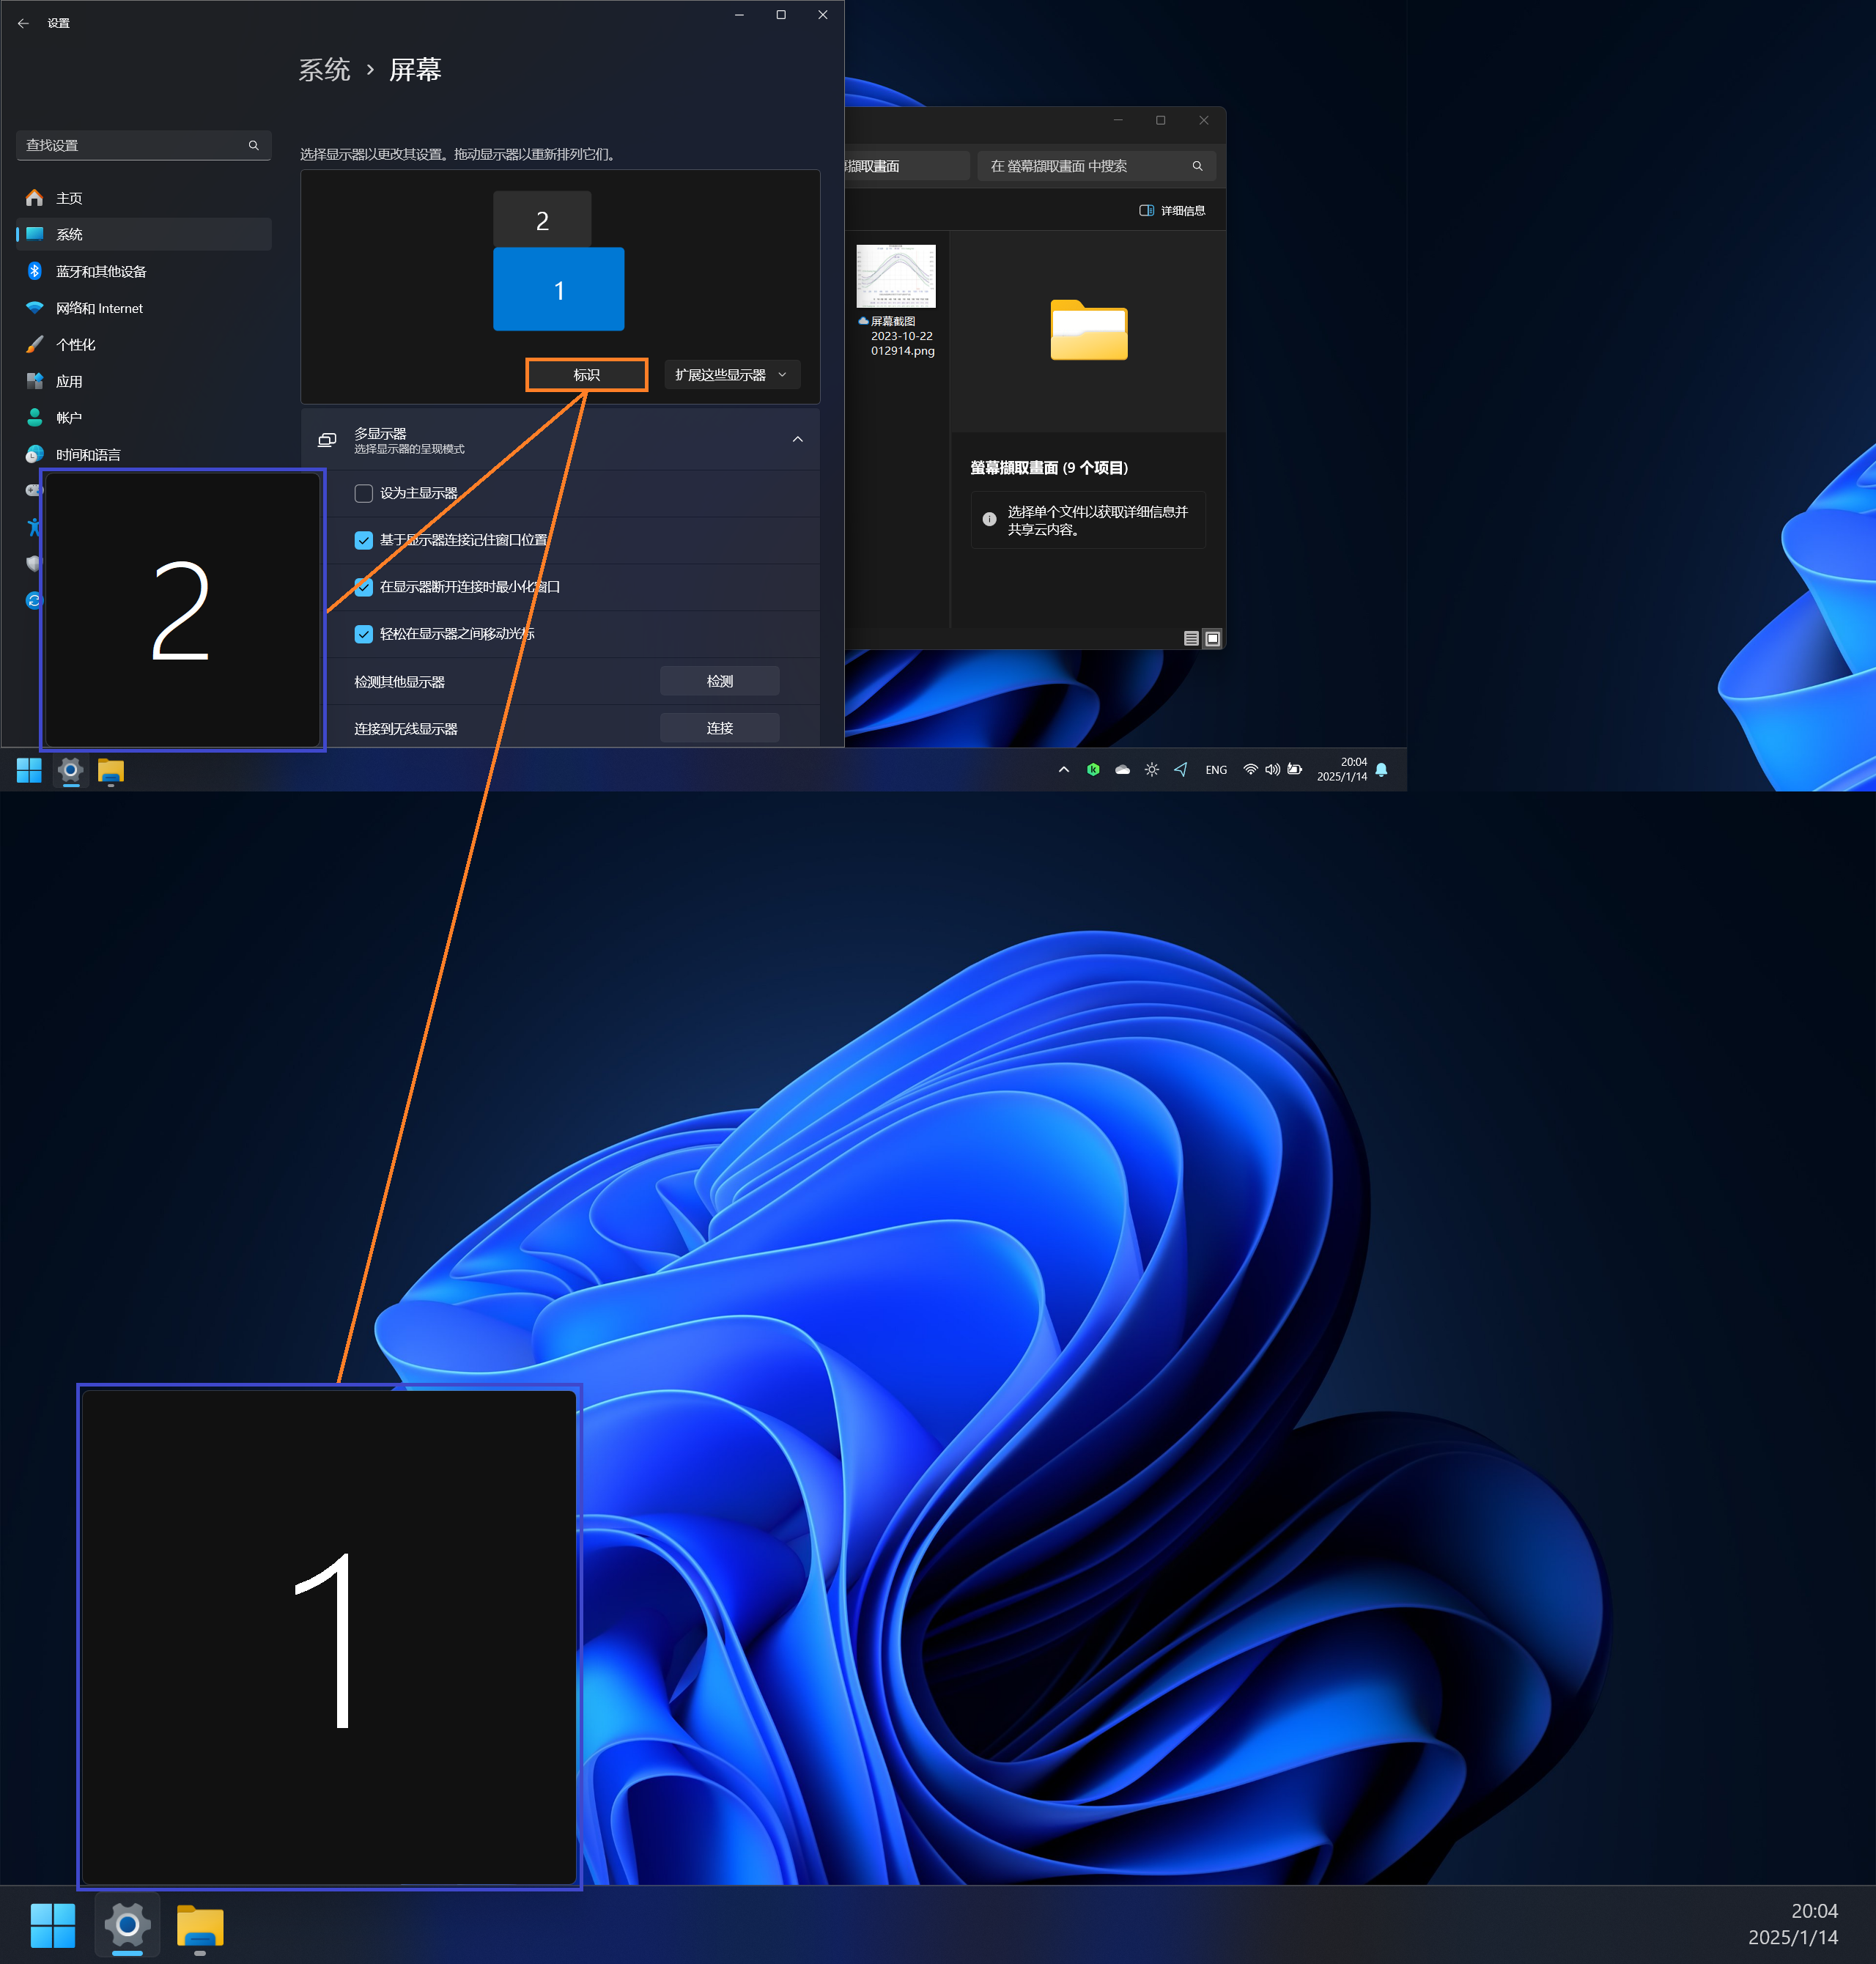 设置
系统 › 屏幕
查找设置
主页
系统
蓝牙和其他设备
网络和 Internet
个性化
应用
帐户
时间和语言
选择显示器以更改其设置。拖动显示器以重新排列它们。
2
1
标识
扩展这些显示器
多显示器
选择显示器的呈现模式
设为主显示器
基于显示器连接记住窗口位置
在显示器断开连接时最小化窗口
轻松在显示器之间移动光标
检测其他显示器
检测
连接到无线显示器
连接
2
擷取畫面
在 螢幕擷取畫面 中搜索
详细信息
屏幕截图
2023-10-22
012914.png
螢幕擷取畫面 (9 个项目)
选择单个文件以获取详细信息并
共享云内容。
ENG
20:04
2025/1/14
1
20:04
2025/1/14